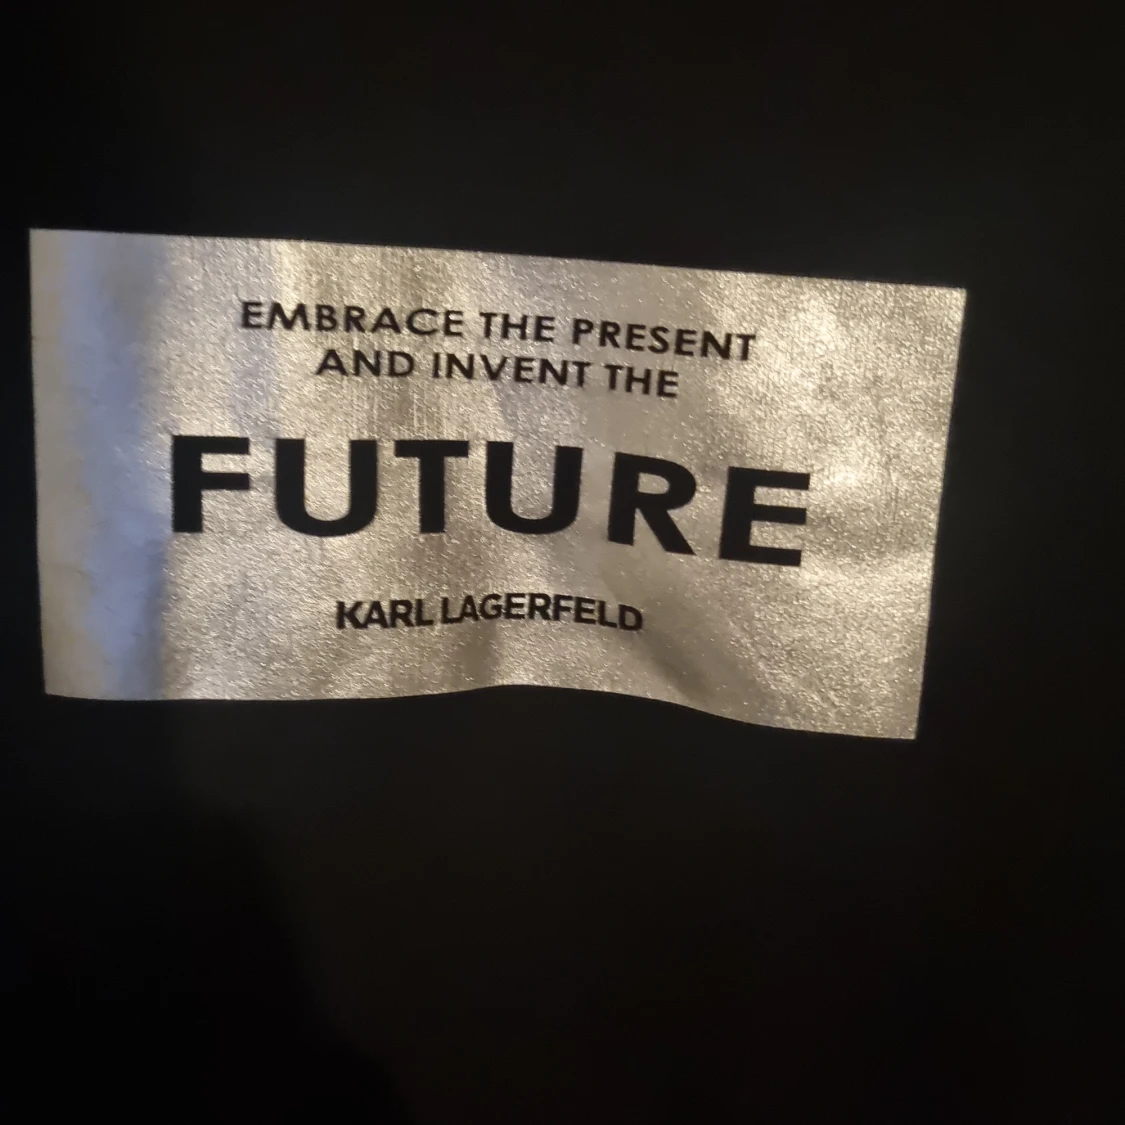 EMBRACE THE PRESENT
AND INVENT THE
FUTURE
KARL LAGERFELD